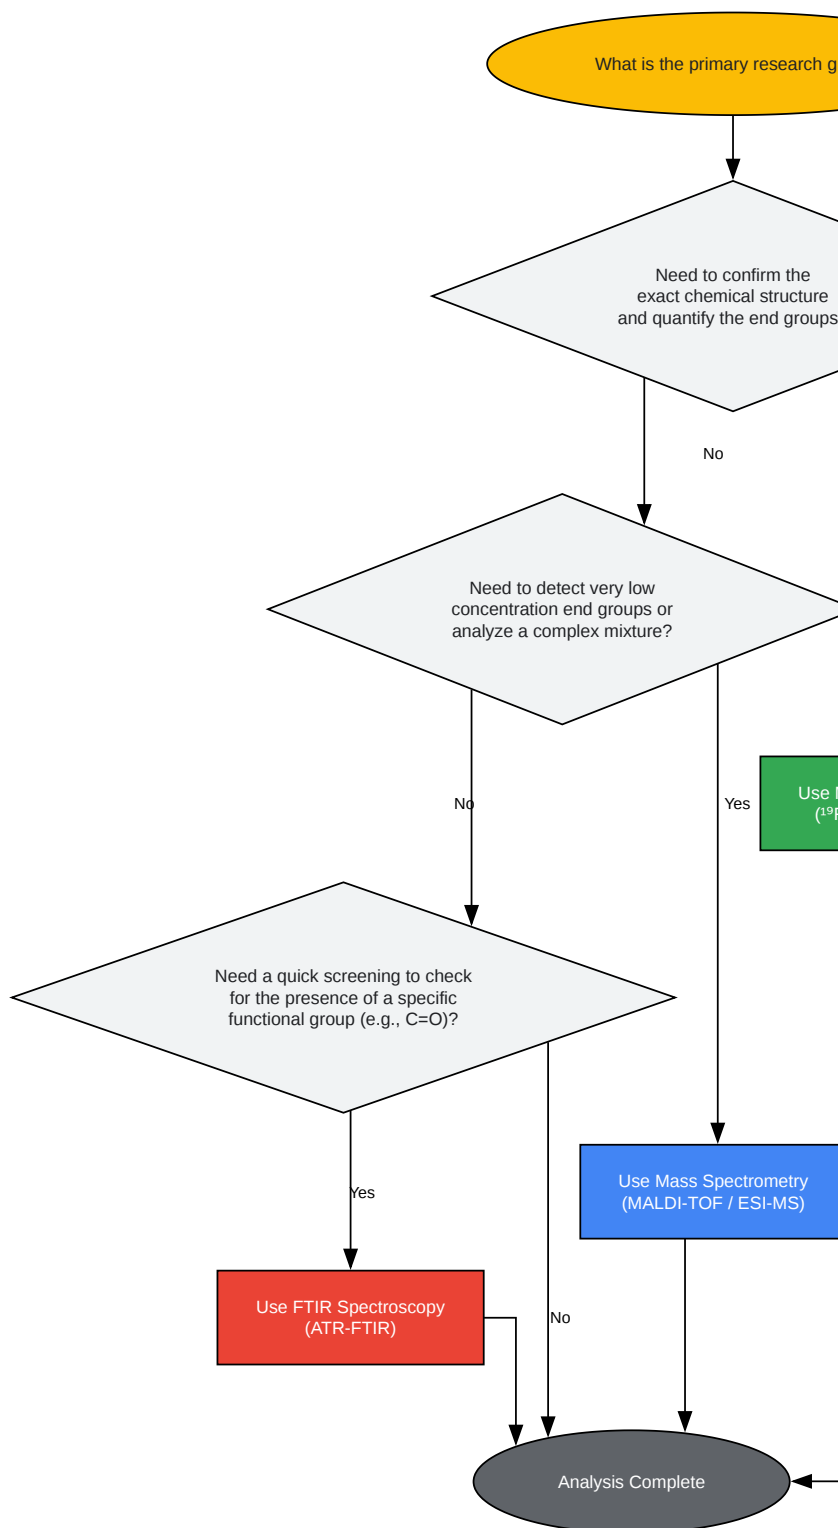 What is the primary research g
Need to confirm the
exact chemical structure
and quantify the end groups
No
Need to detect very low
concentration end groups or
analyze a complex mixture?
No
Yes
Use
(¹⁹F
Need a quick screening to check
for the presence of a specific
functional group (e.g., C=O)?
Yes
Use Mass Spectrometry
(MALDI-TOF / ESI-MS)
Use FTIR Spectroscopy
(ATR-FTIR)
No
Analysis Complete